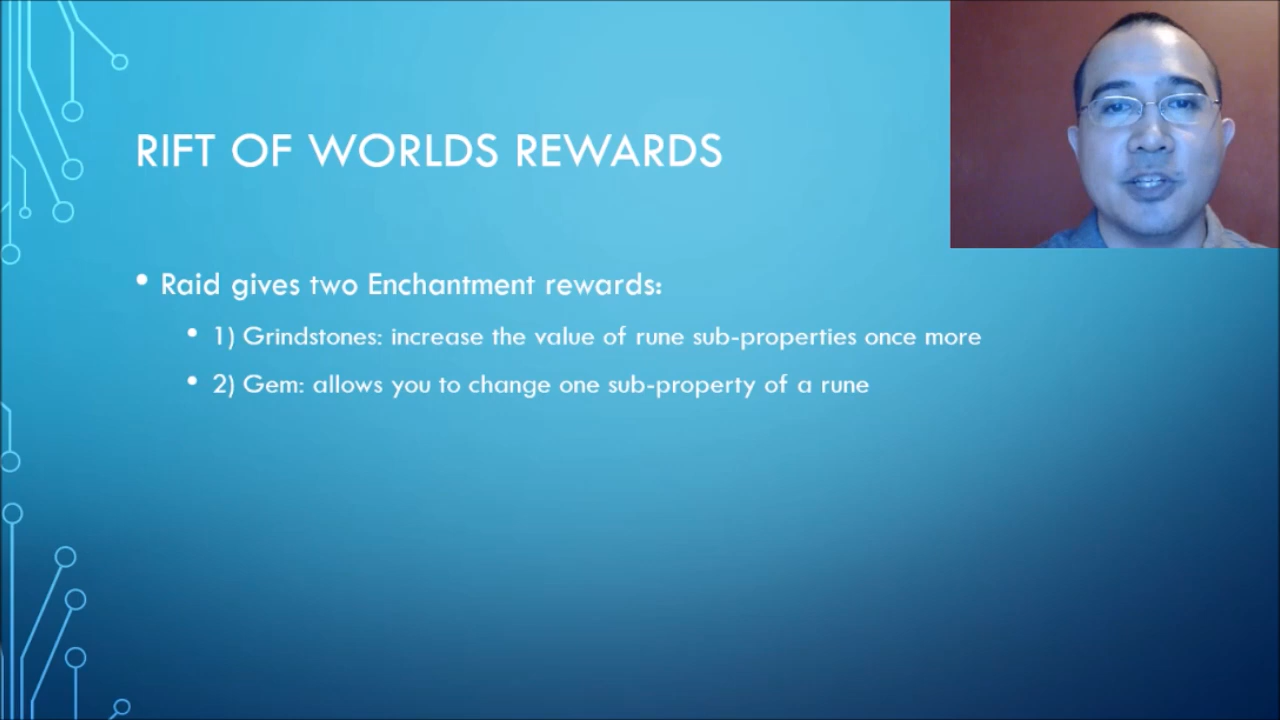 RIFT OF WORLDS REWARDS
• Raid gives two Enchantment rewards:
• 1) Grindstones: increase the value of rune sub-properties once more
• 2) Gem: allows you to change one sub-property of a rune